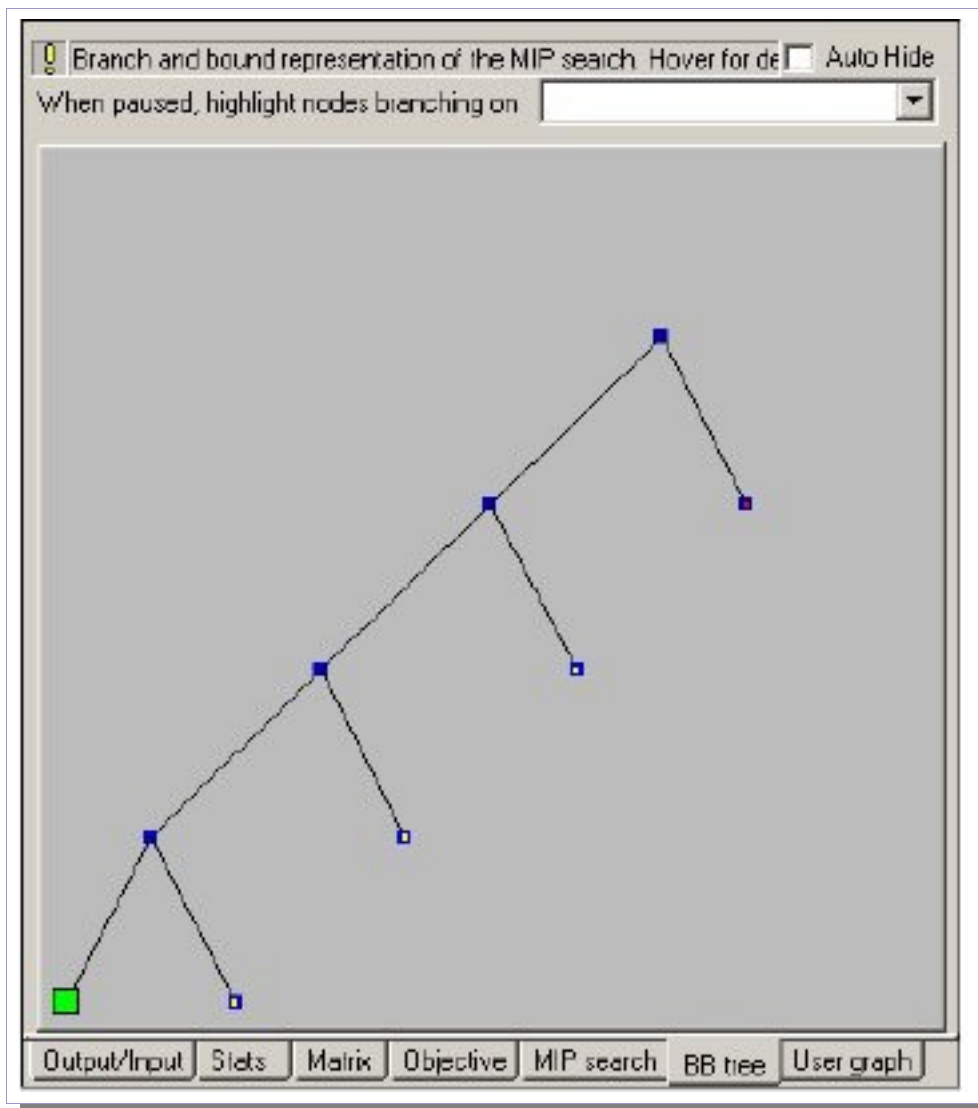 Branch and bound representation of the MIP search. Hover for de
Auto Hide
When paused, highlight nodes branching on
Output/Input
Stats
Matrix
Objective
MIP search
BB tree
User graph